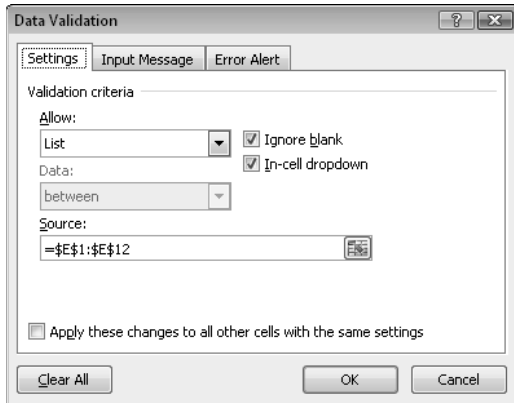 Data Validation
Settings
Input Message
Error Alert
Validation criteria
Allow:
List
Ignore blank
In-cell dropdown
Data:
between
Source:
=$E$1:$E$12
Apply these changes to all other cells with the same settings
Clear All
OK
Cancel